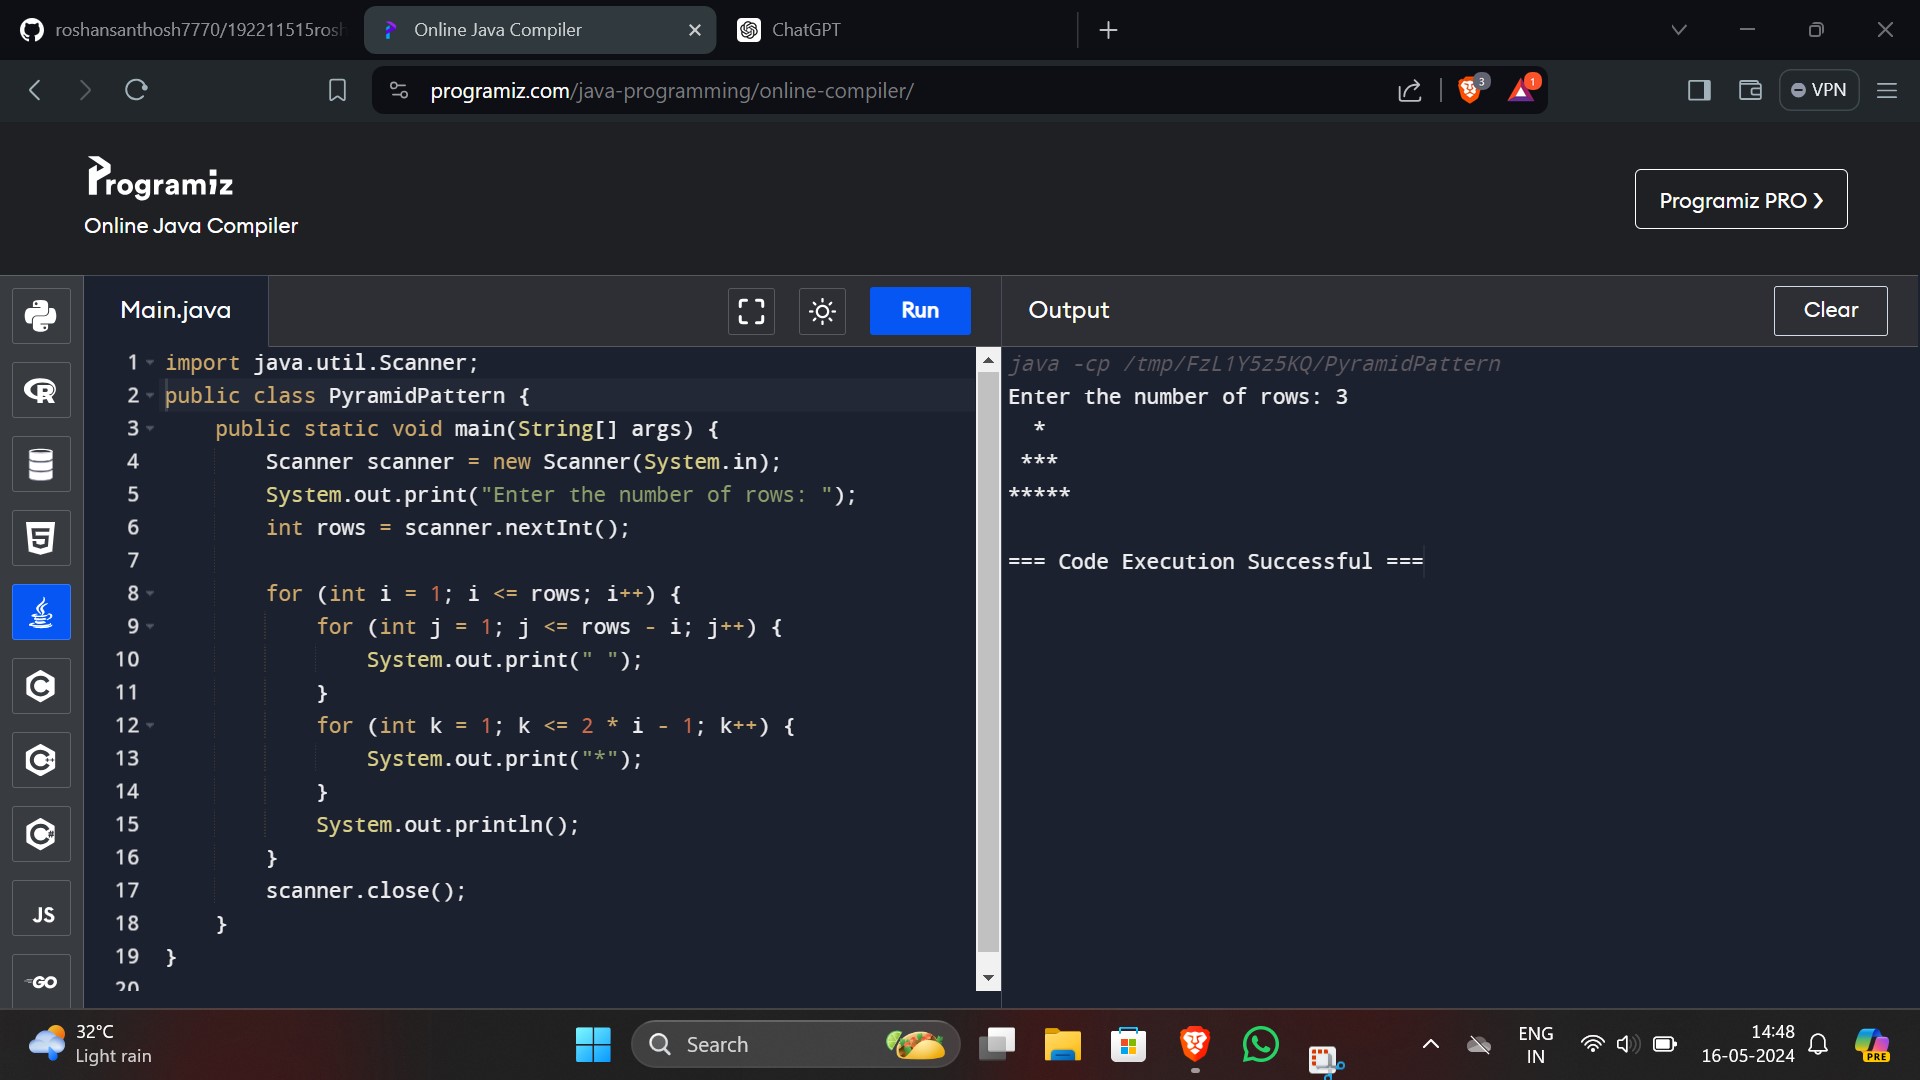 roshansanthosh7770/192211515rosh
Online Java Compiler
ChatGPT
programiz.com/java-programming/online-compiler/
3
1
VPN
Programiz
Online Java Compiler
Programiz PRO ❯
Main.java
Run
Output
Clear
1 import java.util.Scanner;
2 public class PyramidPattern {
3     public static void main(String[] args) {
4         Scanner scanner = new Scanner(System.in);
5         System.out.print("Enter the number of rows: ");
6         int rows = scanner.nextInt();
7
8         for (int i = 1; i <= rows; i++) {
9             for (int j = 1; j <= rows - i; j++) {
10                 System.out.print(" ");
11             }
12             for (int k = 1; k <= 2 * i - 1; k++) {
13                 System.out.print("*");
14             }
15             System.out.println();
16         }
17         scanner.close();
18     }
19 }
20
java -cp /tmp/FzL1Y5z5KQ/PyramidPattern
Enter the number of rows: 3
  *
 ***
*****
=== Code Execution Successful ===
JS
GO
32°C
Light rain
Search
ENG
IN
14:48
16-05-2024
PRE